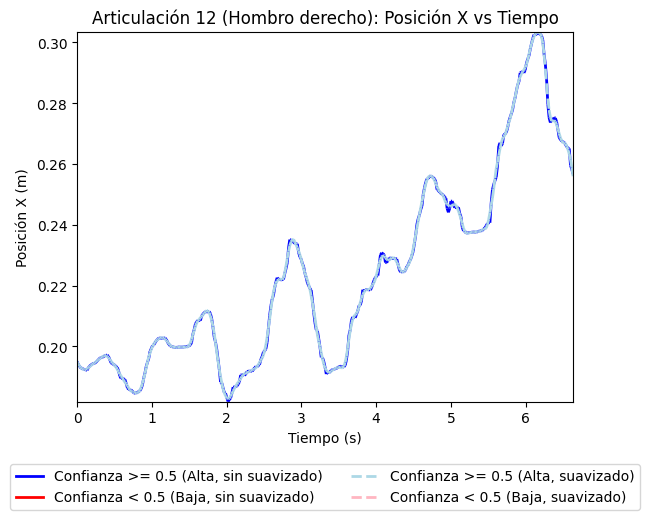 Articulación 12 (Hombro derecho): Posición X vs Tiempo
0.30
0.28
0.26
0.24
0.22
0.20
Posición X (m)
0 1 2 3 4 5 6
Tiempo (s)
Confianza >= 0.5 (Alta, sin suavizado) Confianza >= 0.5 (Alta, suavizado)
Confianza < 0.5 (Baja, sin suavizado) Confianza < 0.5 (Baja, suavizado)